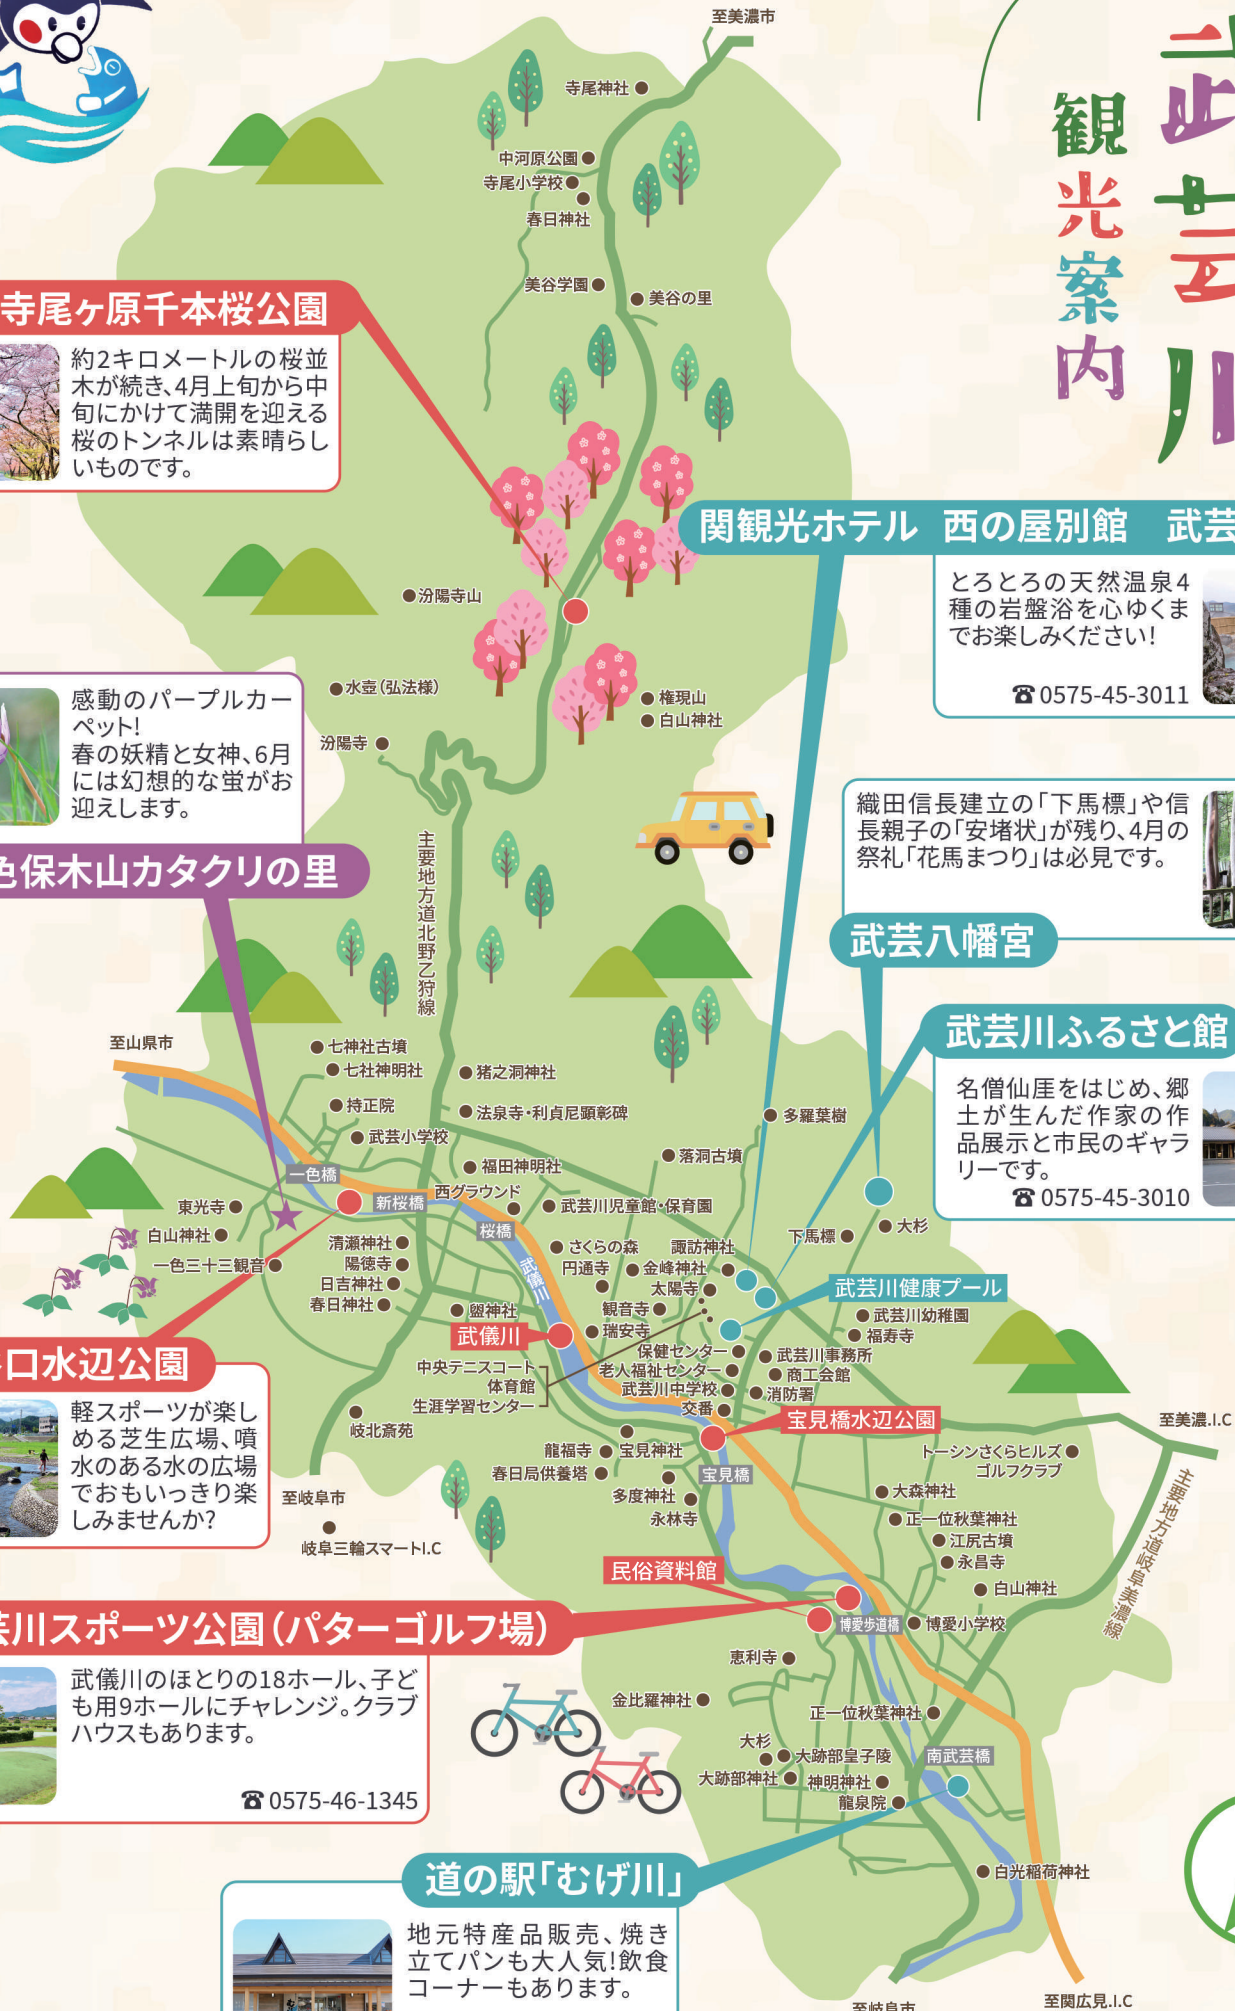 至美濃市
武芸川
観光案内
寺尾神社
中河原公園
寺尾小学校
春日神社
美谷学園
美谷の里
寺尾ヶ原千本桜公園
約2キロメートルの桜並
木が続き、4月上旬から中
旬にかけて満開を迎える
桜のトンネルは素晴らし
いものです。
関観光ホテル 西の屋別館 武芸
とろとろの天然温泉4
種の岩盤浴を心ゆくま
でお楽しみください!
☎0575-45-3011
汾陽寺山
水壺(弘法様)
汾陽寺
権現山
白山神社
感動のパープルカー
ペット!
春の妖精と女神、6月
には幻想的な蛍がお
迎えします。
色保木山カタクリの里
主要地方道北野乙狩線
織田信長建立の「下馬標」や信
長親子の「安堵状」が残り、4月の
祭礼「花馬まつり」は必見です。
武芸八幡宮
武芸川ふるさと館
名僧仙厓をはじめ、郷
土が生んだ作家の作
品展示と市民のギャラ
リーです。
☎0575-45-3010
至山県市
七神社古墳
七社神明社
持正院
武芸小学校
猪之洞神社
法泉寺・利貞尼顕彰碑
福田神明社
多羅葉樹
落洞古墳
一色橋
新桜橋
西グラウンド
武芸川児童館・保育園
桜橋
東光寺
白山神社
一色三十三観音
清瀬神社
陽徳寺
日吉神社
春日神社
武儀川
さくらの森
円通寺
諏訪神社
金峰神社
太陽寺
観音寺
瑞安寺
下馬標
大杉
武芸川健康プール
武芸川幼稚園
福寿寺
盥神社
武儀川
保健センター
老人福祉センター
武芸川中学校
交番
武芸川事務所
商工会館
消防署
中央テニスコート
体育館
生涯学習センター
口水辺公園
軽スポーツが楽し
める芝生広場、噴
水のある水の広場
でおもいっきり楽
しみませんか?
岐北斎苑
至岐阜市
岐阜三輪スマートI.C
宝見橋水辺公園
龍福寺
宝見神社
春日局供養塔
多度神社
永林寺
宝見橋
至美濃.I.C
トーシンさくらヒルズ
ゴルフクラブ
主要地方道岐阜美濃線
大森神社
正一位秋葉神社
江尻古墳
永昌寺
白山神社
民俗資料館
博愛歩道橋
博愛小学校
芸川スポーツ公園(パターゴルフ場)
武儀川のほとりの18ホール、子ど
も用9ホールにチャレンジ。クラブ
ハウスもあります。
☎0575-46-1345
恵利寺
金比羅神社
正一位秋葉神社
大杉
大跡部皇子陵
大跡部神社
神明神社
龍泉院
南武芸橋
道の駅「むげ川」
地元特産品販売、焼き
立てパンも大人気!飲食
コーナーもあります。
白光稲荷神社
至岐阜市
至関広見.I.C